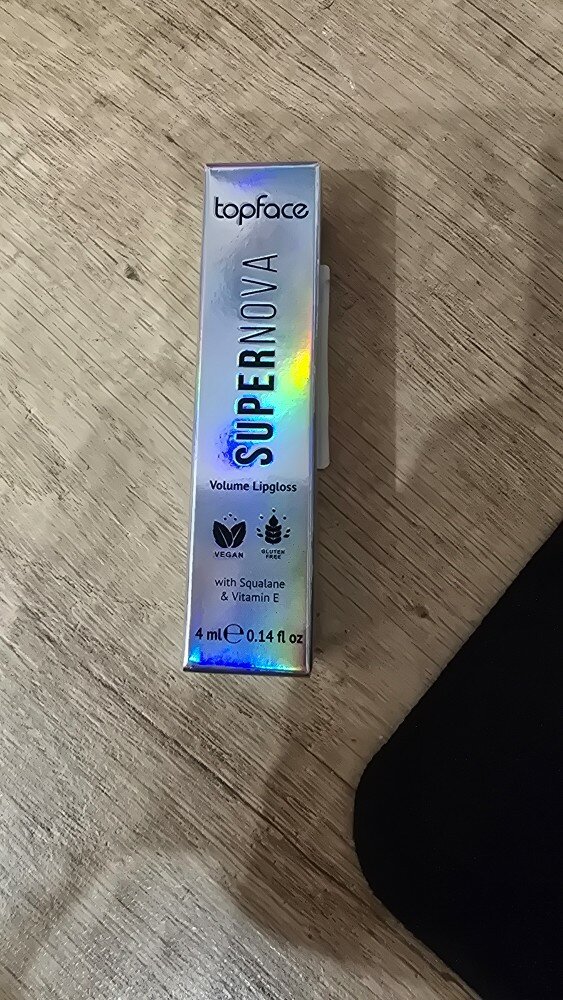 topface
SUPERNOVA
Volume Lipgloss
VEGAN
GLUTEN
FREE
with Squalane
& Vitamin E
4 ml ℮ 0.14 fl oz